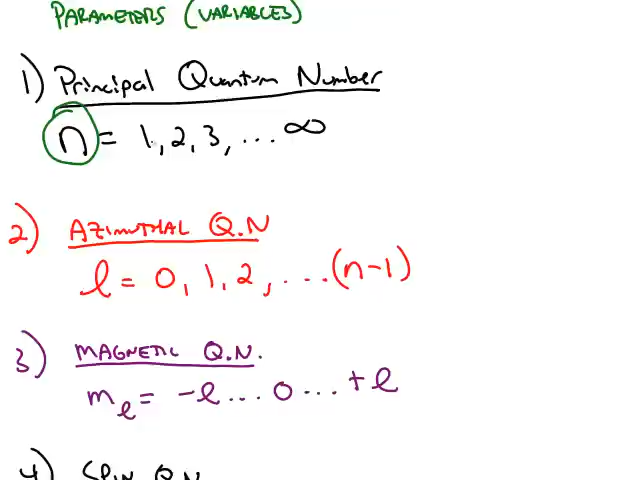 PARAMETERS (VARIABLES)
1) Principal Quantum Number
n = 1, 2, 3, ... ∞
2) AZIMUTHAL Q.N
l = 0, 1, 2, ... (n-1)
3) MAGNETIC Q.N.
m_l = -l ... 0 ... +l
4) SPIN Q.N